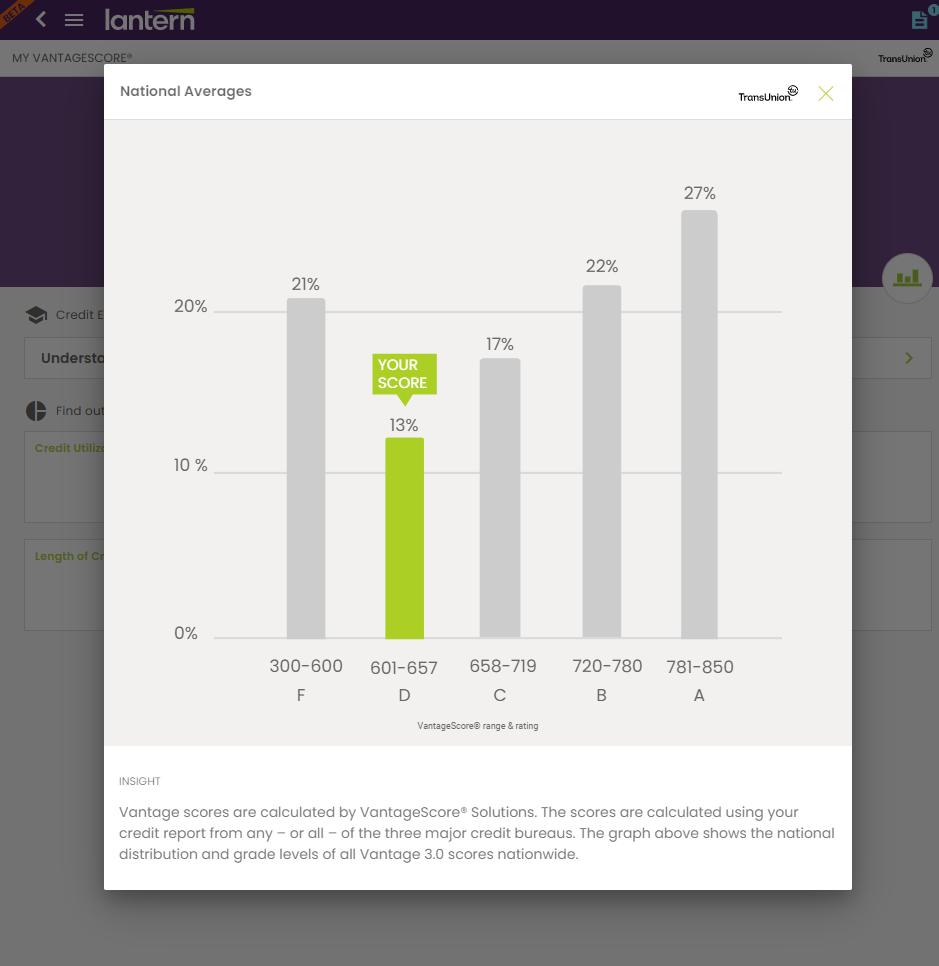 BETA
lantern
1
MY VANTAGESCORE®
TransUnion
National Averages
TransUnion
27%
22%
21%
20%
17%
YOUR
SCORE
13%
10 %
0%
300-600 601-657 658-719 720-780 781-850
F D C B A
VantageScore® range & rating
Credit E
Understa
Find out
Credit Utiliz
Length of Cr
INSIGHT
Vantage scores are calculated by VantageScore® Solutions. The scores are calculated using your
credit report from any – or all – of the three major credit bureaus. The graph above shows the national
distribution and grade levels of all Vantage 3.0 scores nationwide.